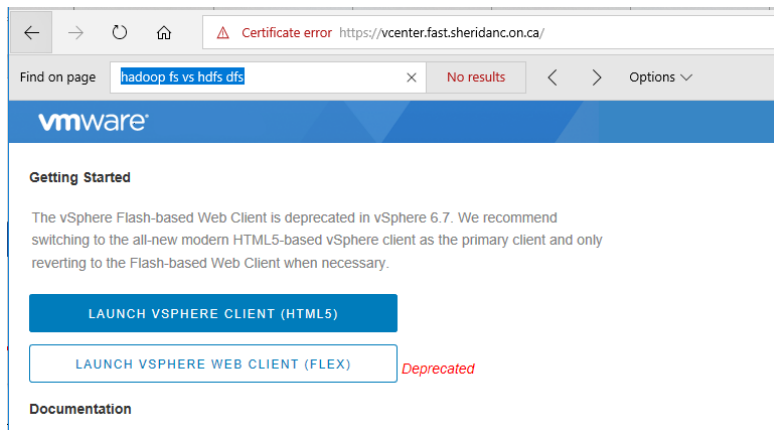 Certificate error https://vcenter.fast.sheridanc.on.ca/
Find on page hadoop fs vs hdfs dfs No results Options
vmware
Getting Started
The vSphere Flash-based Web Client is deprecated in vSphere 6.7. We recommend
switching to the all-new modern HTML5-based vSphere client as the primary client and only
reverting to the Flash-based Web Client when necessary.
LAUNCH VSPHERE CLIENT (HTML5)
LAUNCH VSPHERE WEB CLIENT (FLEX) Deprecated
Documentation